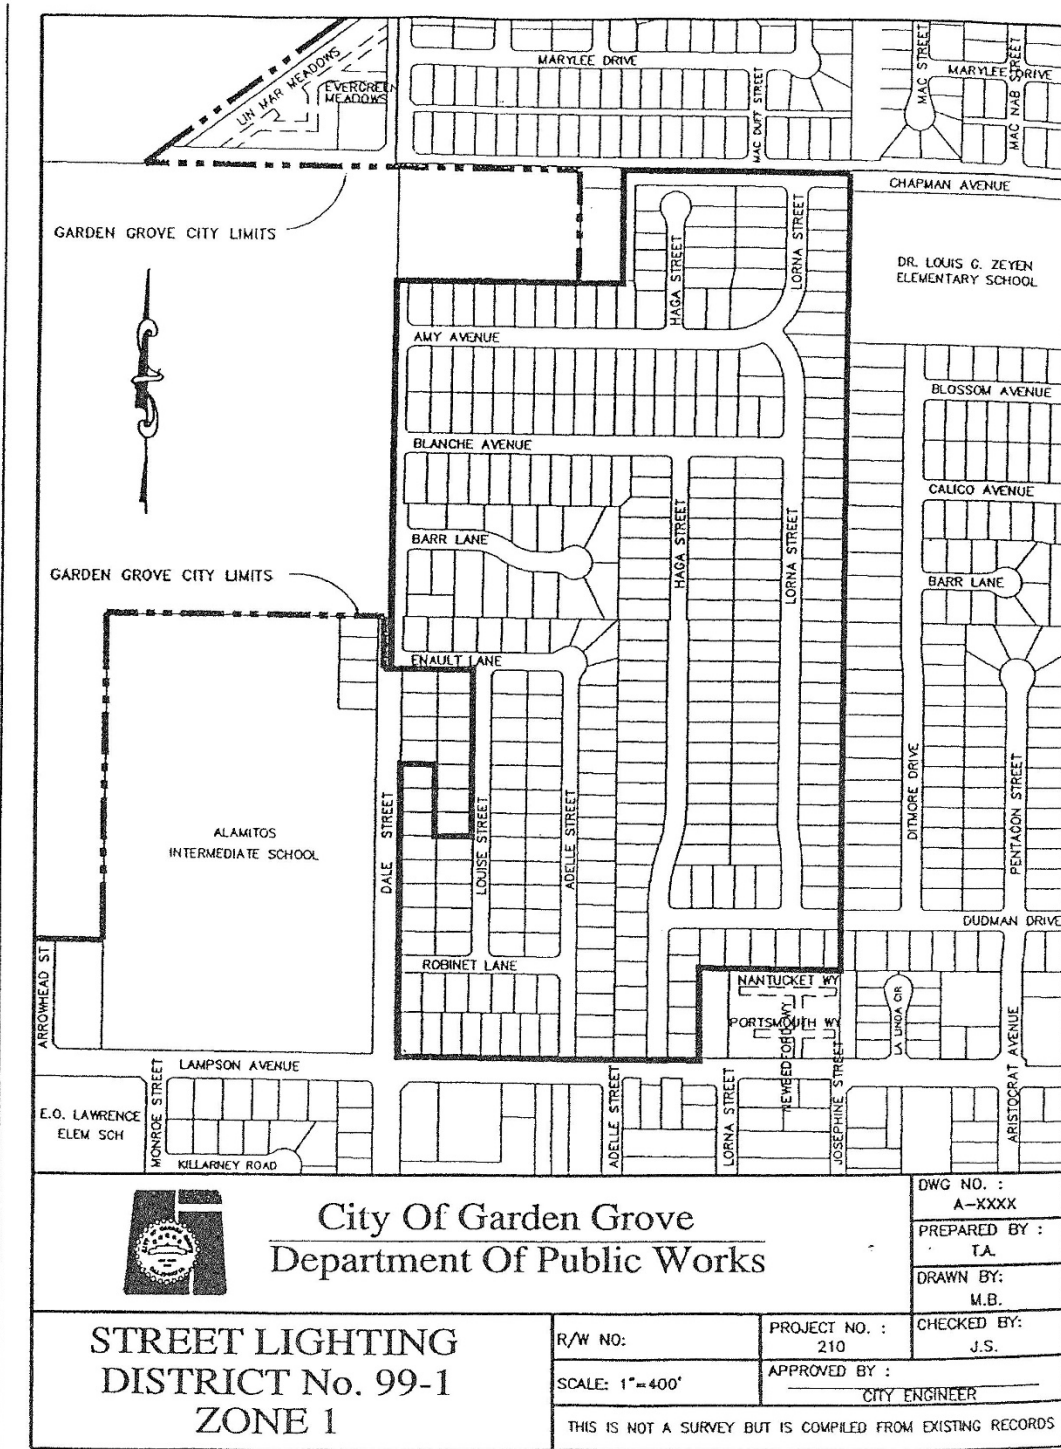 MARYLEE DRIVE
MAC STREET
MARYLEE DRIVE
MAC NAB STREET
LIN MAR MEADOWS
EVERGREEN
MEADOWS
MAC DUFF STREET
CHAPMAN AVENUE
GARDEN GROVE CITY LIMITS
HAGA STREET
LORNA STREET
DR. LOUIS G. ZEYEN
ELEMENTARY SCHOOL
AMY AVENUE
BLOSSOM AVENUE
BLANCHE AVENUE
CALICO AVENUE
HAGA STREET
LORNA STREET
BARR LANE
GARDEN GROVE CITY LIMITS
BARR LANE
ENAULT LANE
DALE STREET
LOUISE STREET
ADELLE STREET
DITMORE DRIVE
PENTAGON STREET
ALAMITOS
INTERMEDIATE SCHOOL
DUDMAN DRIVE
ARROWHEAD ST
ROBINET LANE
NANTUCKET WY
PORTSMOUTH WY
NEWBEDFORD WY
LA LINDA CIR
LAMPSON AVENUE
MONROE STREET
ADELLE STREET
LORNA STREET
JOSEPHINE STREET
ARISTOCRAT AVENUE
E.O. LAWRENCE
ELEM SCH
KILLARNEY ROAD
City Of Garden Grove
Department Of Public Works
DWG NO. :
A-XXXX
PREPARED BY :
T.A.
DRAWN BY:
M.B.
STREET LIGHTING
DISTRICT No. 99-1
ZONE 1
R/W NO:
PROJECT NO. :
210
CHECKED BY:
J.S.
SCALE: 1"=400'
APPROVED BY :
CITY ENGINEER
THIS IS NOT A SURVEY BUT IS COMPILED FROM EXISTING RECORDS